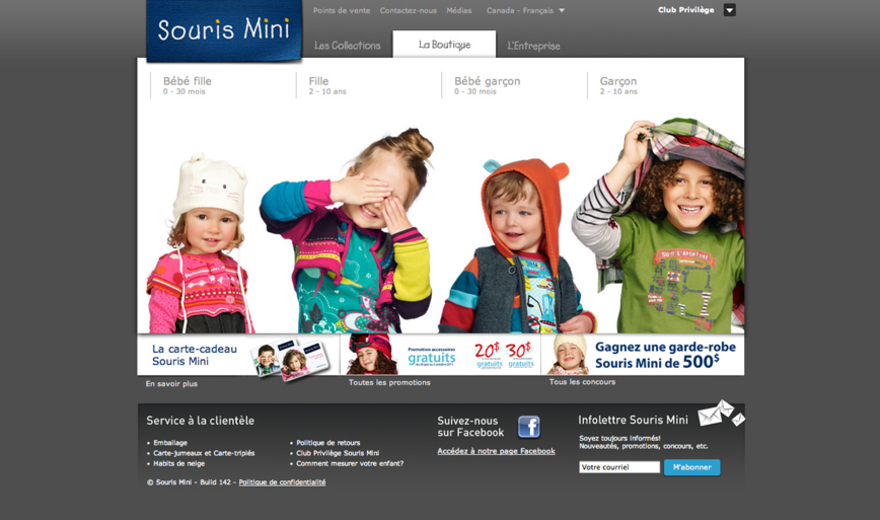 Souris Mini
Points de vente
Contactez-nous
Médias
Canada - Français
Club Privilège
Les Collections
La Boutique
L'Entreprise
Bébé fille
0 - 30 mois
Fille
2 - 10 ans
Bébé garçon
0 - 30 mois
Garçon
2 - 10 ans
La carte-cadeau
Souris Mini
Promotion accessoires
gratuits
20$
gratuits
30$
gratuits
Gagnez une garde-robe
Souris Mini de 500$
En savoir plus
Toutes les promotions
Tous les concours
Service à la clientèle
• Emballage
• Carte-jumeaux et Carte-triplés
• Habits de neige
• Politique de retours
• Club Privilège Souris Mini
• Comment mesurer votre enfant?
Suivez-nous
sur Facebook
Accédez à notre page Facebook
Infolettre Souris Mini
Soyez toujours informés!
Nouveautés, promotions, concours, etc.
Votre courriel
M'abonner
© Souris Mini - Build 142 - Politique de confidentialité